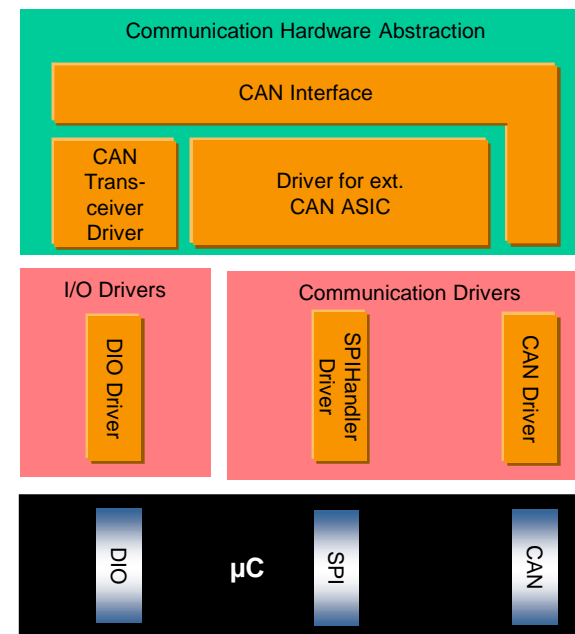 Communication Hardware Abstraction
CAN Interface
CAN
Trans-
ceiver
Driver
Driver for ext.
CAN ASIC
I/O Drivers
Communication Drivers
DIO Driver
SPIHandler
Driver
CAN Driver
DIO
µC
SPI
CAN